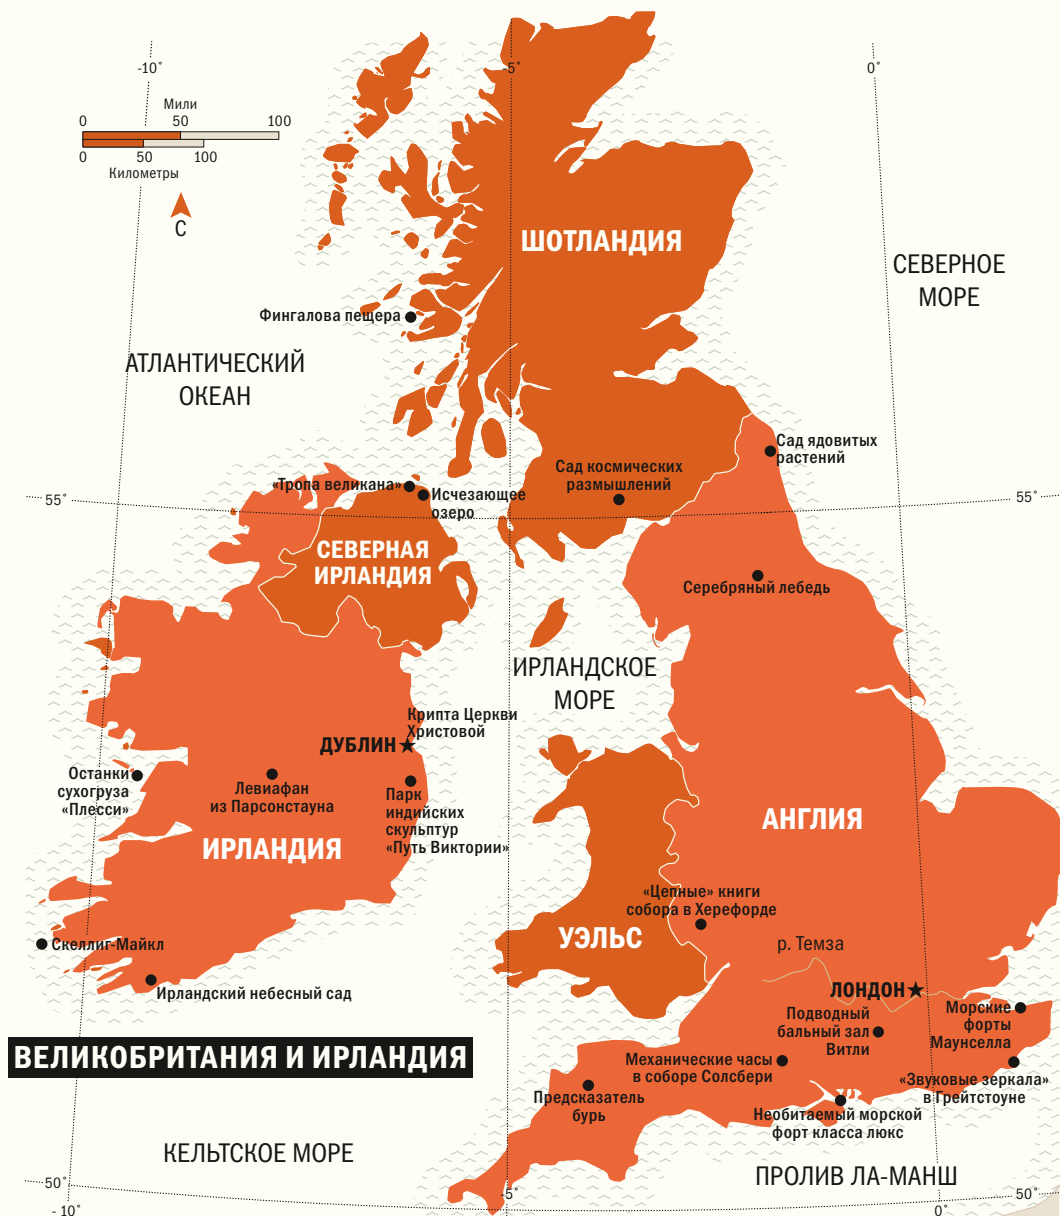 -10˚
-5˚
0˚
Мили
0
50
100
0
50
100
Километры
С
ШОТЛАНДИЯ
СЕВЕРНОЕ
МОРЕ
Фингалова пещера
АТЛАНТИЧЕСКИЙ
ОКЕАН
Сад ядовитых
растений
Сад космических
размышлений
«Тропа великана»
Исчезающее
озеро
55˚
55˚
СЕВЕРНАЯ
ИРЛАНДИЯ
Серебряный лебедь
ИРЛАНДСКОЕ
МОРЕ
Крипта Церкви
Христовой
ДУБЛИН
Останки
сухогруза
«Плесси»
Левиафан
из Парсонстауна
Парк
индийских
скульптур
«Путь Виктории»
ИРЛАНДИЯ
АНГЛИЯ
«Цепные» книги
собора в Херефорде
УЭЛЬС
р. Темза
Скеллиг-Майкл
Ирландский небесный сад
ЛОНДОН
Морские
форты
Маунселла
Подводный
бальный зал
Витли
ВЕЛИКОБРИТАНИЯ И ИРЛАНДИЯ
Механические часы
в соборе Солсбери
«Звуковые зеркала»
в Грейтстоуне
Предсказатель
бурь
Необитаемый морской
форт класса люкс
КЕЛЬТСКОЕ МОРЕ
ПРОЛИВ ЛА-МАНШ
50˚
-5˚
50˚
- 10˚
0˚